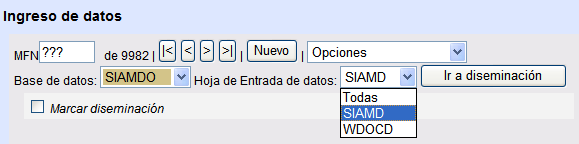 Ingreso de datos
MFN ??? de 9982 | |< < > >| | Nuevo | Opciones
Base de datos: SIAMDO Hoja de Entrada de datos: SIAMD Ir a diseminación
Todas
SIAMD
WDOCD
Marcar diseminación